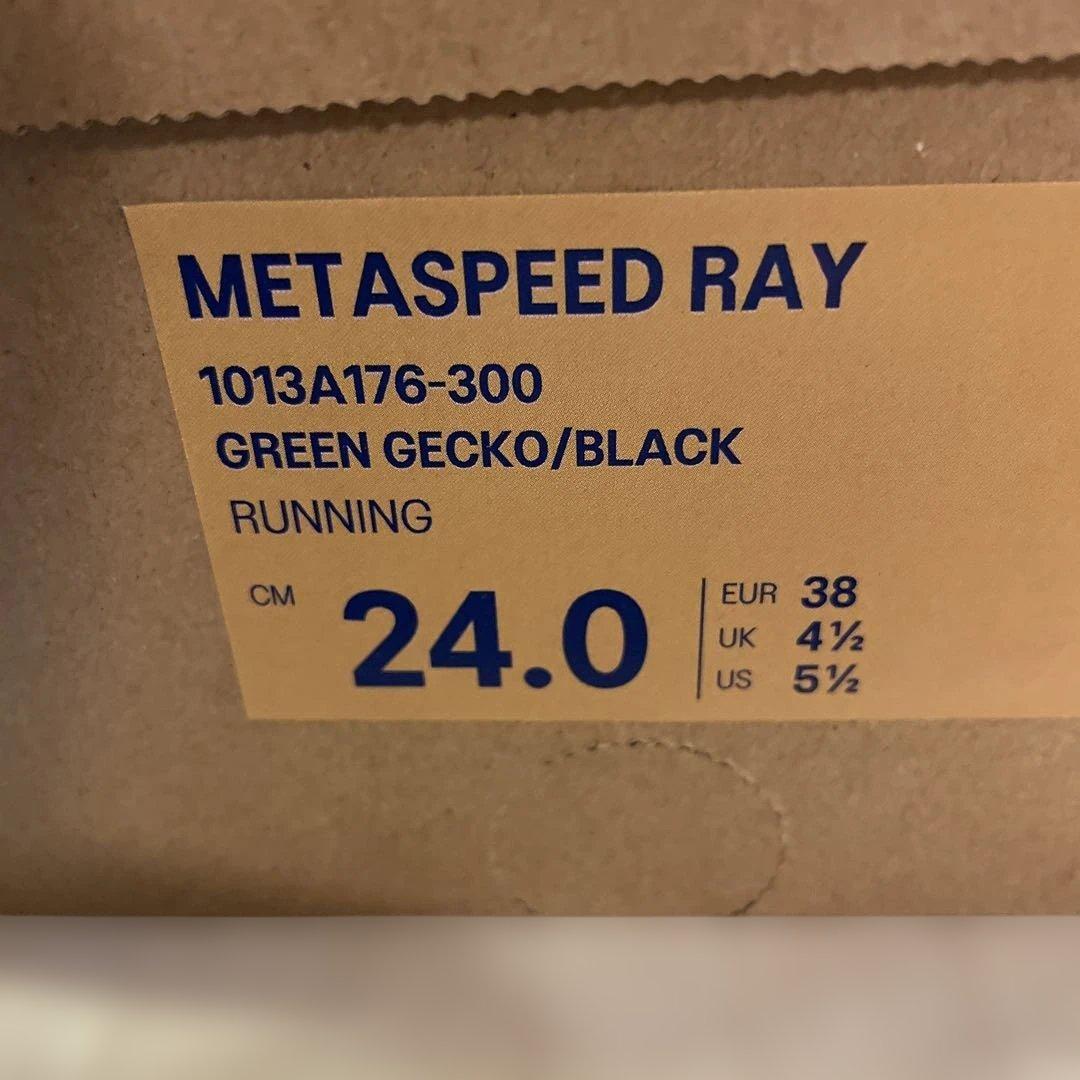 METASPEED RAY
1013A176-300
GREEN GECKO/BLACK
RUNNING
CM 24.0
EUR 38
UK 4½
US 5½